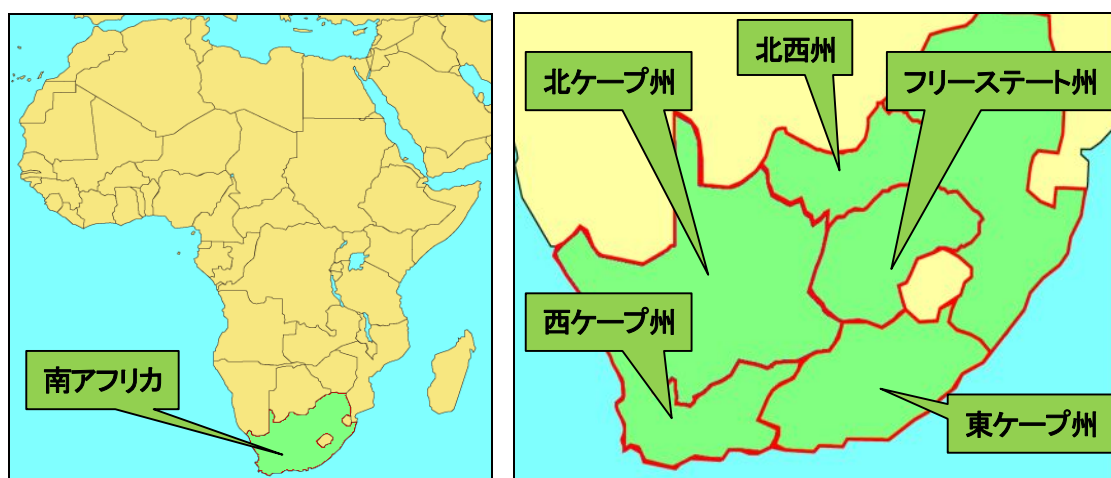 南アフリカ
北西州
北ケープ州
フリーステート州
西ケープ州
東ケープ州